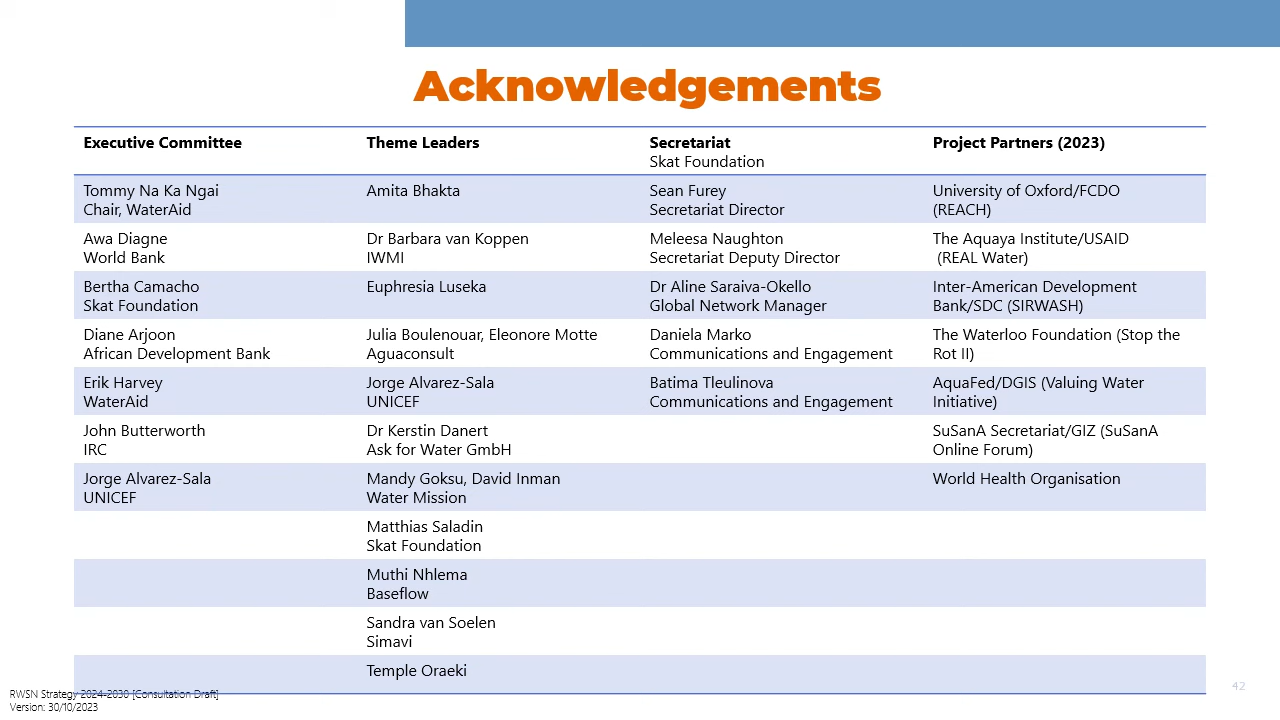 Acknowledgements
Executive Committee
Theme Leaders
Secretariat
Skat Foundation
Project Partners (2023)
Tommy Na Ka Ngai
Chair, WaterAid
Amita Bhakta
Sean Furey
Secretariat Director
University of Oxford/FCDO
(REACH)
Awa Diagne
World Bank
Dr Barbara van Koppen
IWMI
Meleesa Naughton
Secretariat Deputy Director
The Aquaya Institute/USAID
(REAL Water)
Bertha Camacho
Skat Foundation
Euphresia Luseka
Dr Aline Saraiva-Okello
Global Network Manager
Inter-American Development
Bank/SDC (SIRWASH)
Diane Arjoon
African Development Bank
Julia Boulenouar, Eleonore Motte
Aguaconsult
Daniela Marko
Communications and Engagement
The Waterloo Foundation (Stop the
Rot II)
Erik Harvey
WaterAid
Jorge Alvarez-Sala
UNICEF
Batima Tleulinova
Communications and Engagement
AquaFed/DGIS (Valuing Water
Initiative)
John Butterworth
IRC
Dr Kerstin Danert
Ask for Water GmbH
SuSanA Secretariat/GIZ (SuSanA
Online Forum)
Jorge Alvarez-Sala
UNICEF
Mandy Goksu, David Inman
Water Mission
World Health Organisation
Matthias Saladin
Skat Foundation
Muthi Nhlema
Baseflow
Sandra van Soelen
Simavi
Temple Oraeki
RWSN Strategy 2024-2030 [Consultation Draft]
Version: 30/10/2023
42